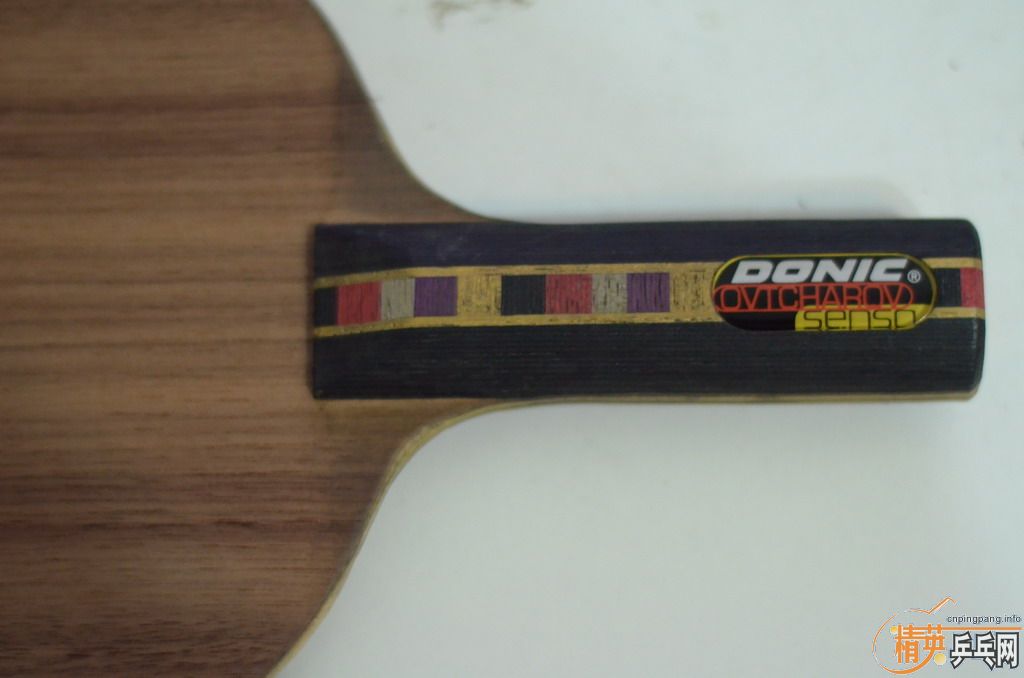 DONIC®
OVTCHAROV
senso
cnpingpang.info
精英乒乓网